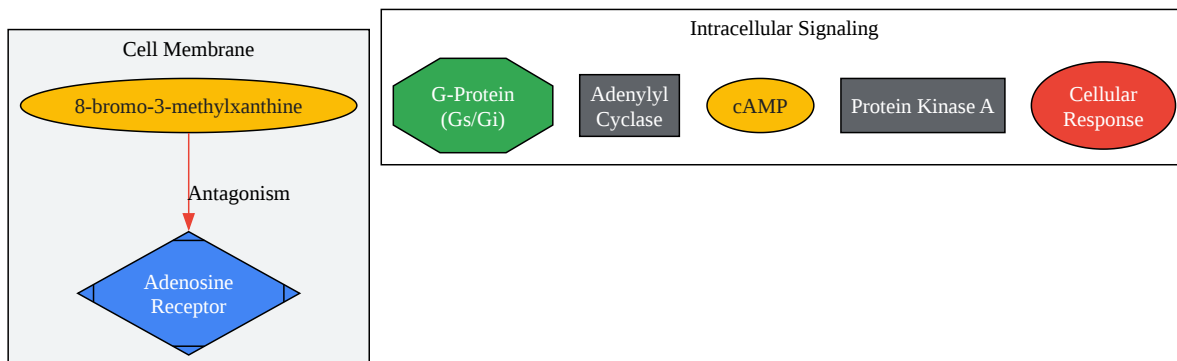 Cell Membrane
8-bromo-3-methylxanthine
Antagonism
Adenosine
Receptor
Intracellular Signaling
G-Protein
(Gs/Gi)
Adenylyl
Cyclase
cAMP
Protein Kinase A
Cellular
Response